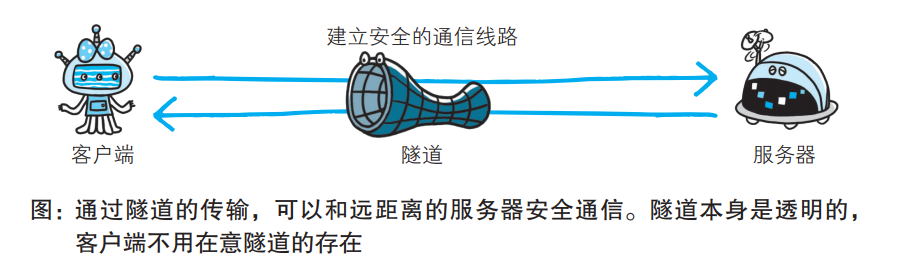 建立安全的通信线路
客户端
隧道
服务器
图：通过隧道的传输，可以和远距离的服务器安全通信。隧道本身是透明的，
客户端不用在意隧道的存在